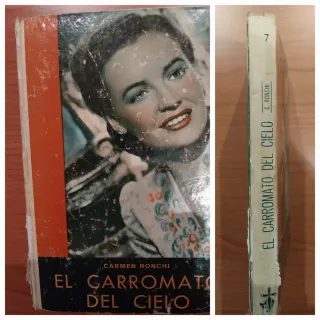 CARMEN RONCHI
EL CARROMATO
DEL CIELO
7
C. RONCHI
EL CARROMATO DEL CIELO